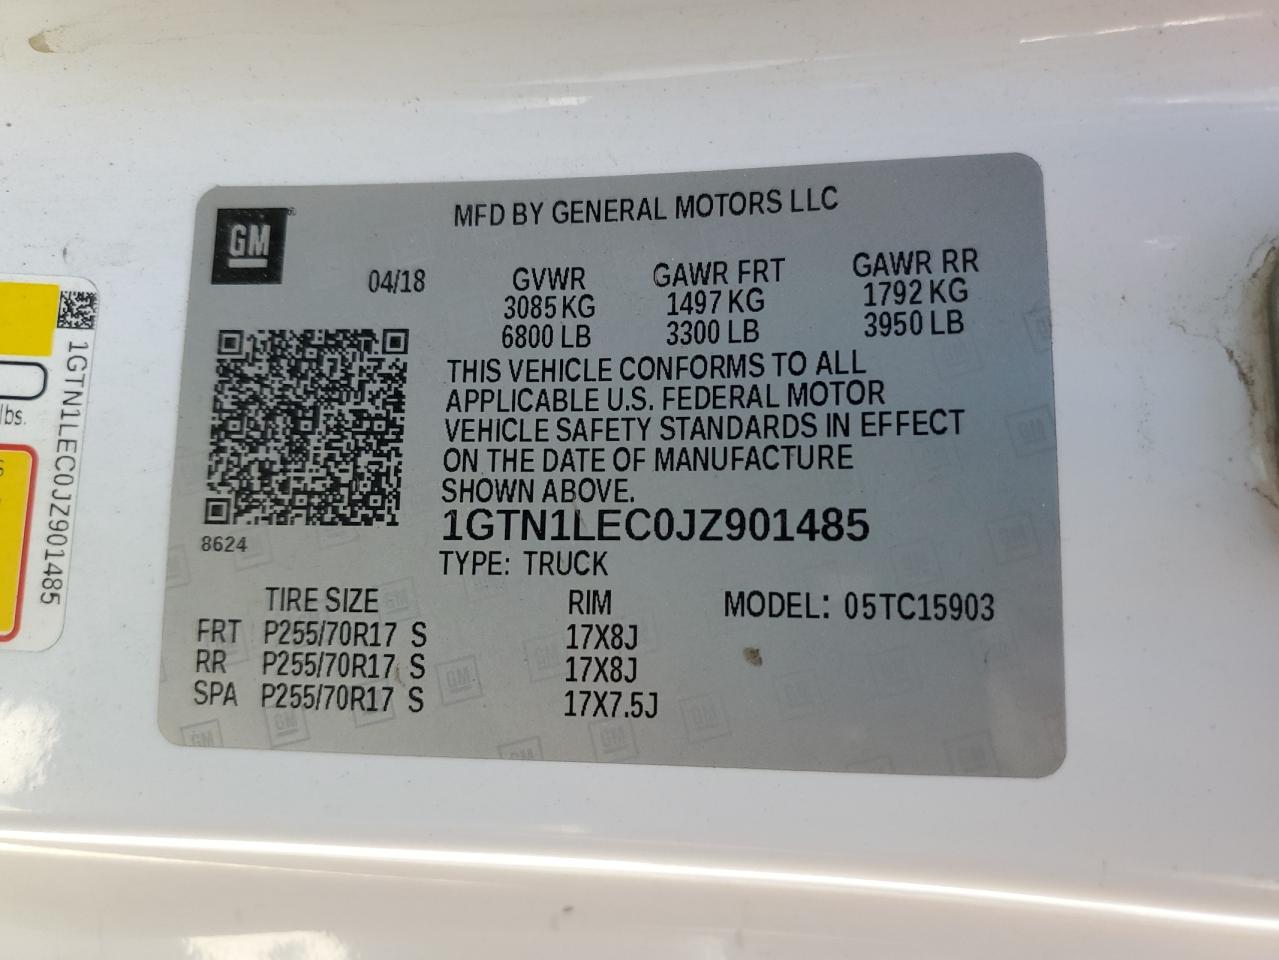 MFD BY GENERAL MOTORS LLC
GM
04/18
GVWR GAWR FRT GAWR RR
3085 KG 1497 KG 1792 KG
6800 LB 3300 LB 3950 LB
THIS VEHICLE CONFORMS TO ALL
APPLICABLE U.S. FEDERAL MOTOR
VEHICLE SAFETY STANDARDS IN EFFECT
ON THE DATE OF MANUFACTURE
SHOWN ABOVE.
1GTN1LEC0JZ901485
8624
TYPE: TRUCK
TIRE SIZE RIM MODEL: 05TC15903
FRT P255/70R17 S 17X8J
RR P255/70R17 S 17X8J
SPA P255/70R17 S 17X7.5J
1GTN1LEC0JZ901485
lbs.